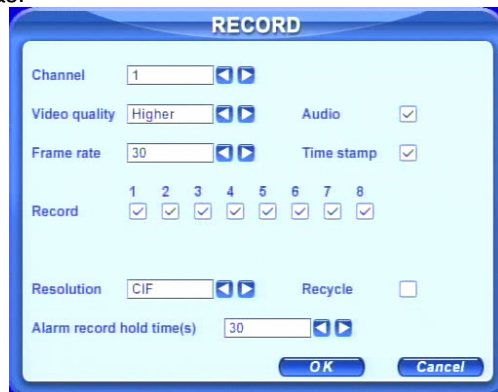 RECORD
Channel 1
Video quality Higher Audio
Frame rate 30 Time stamp
1 2 3 4 5 6 7 8
Record
Resolution CIF Recycle
Alarm record hold time(s) 30
OK Cancel